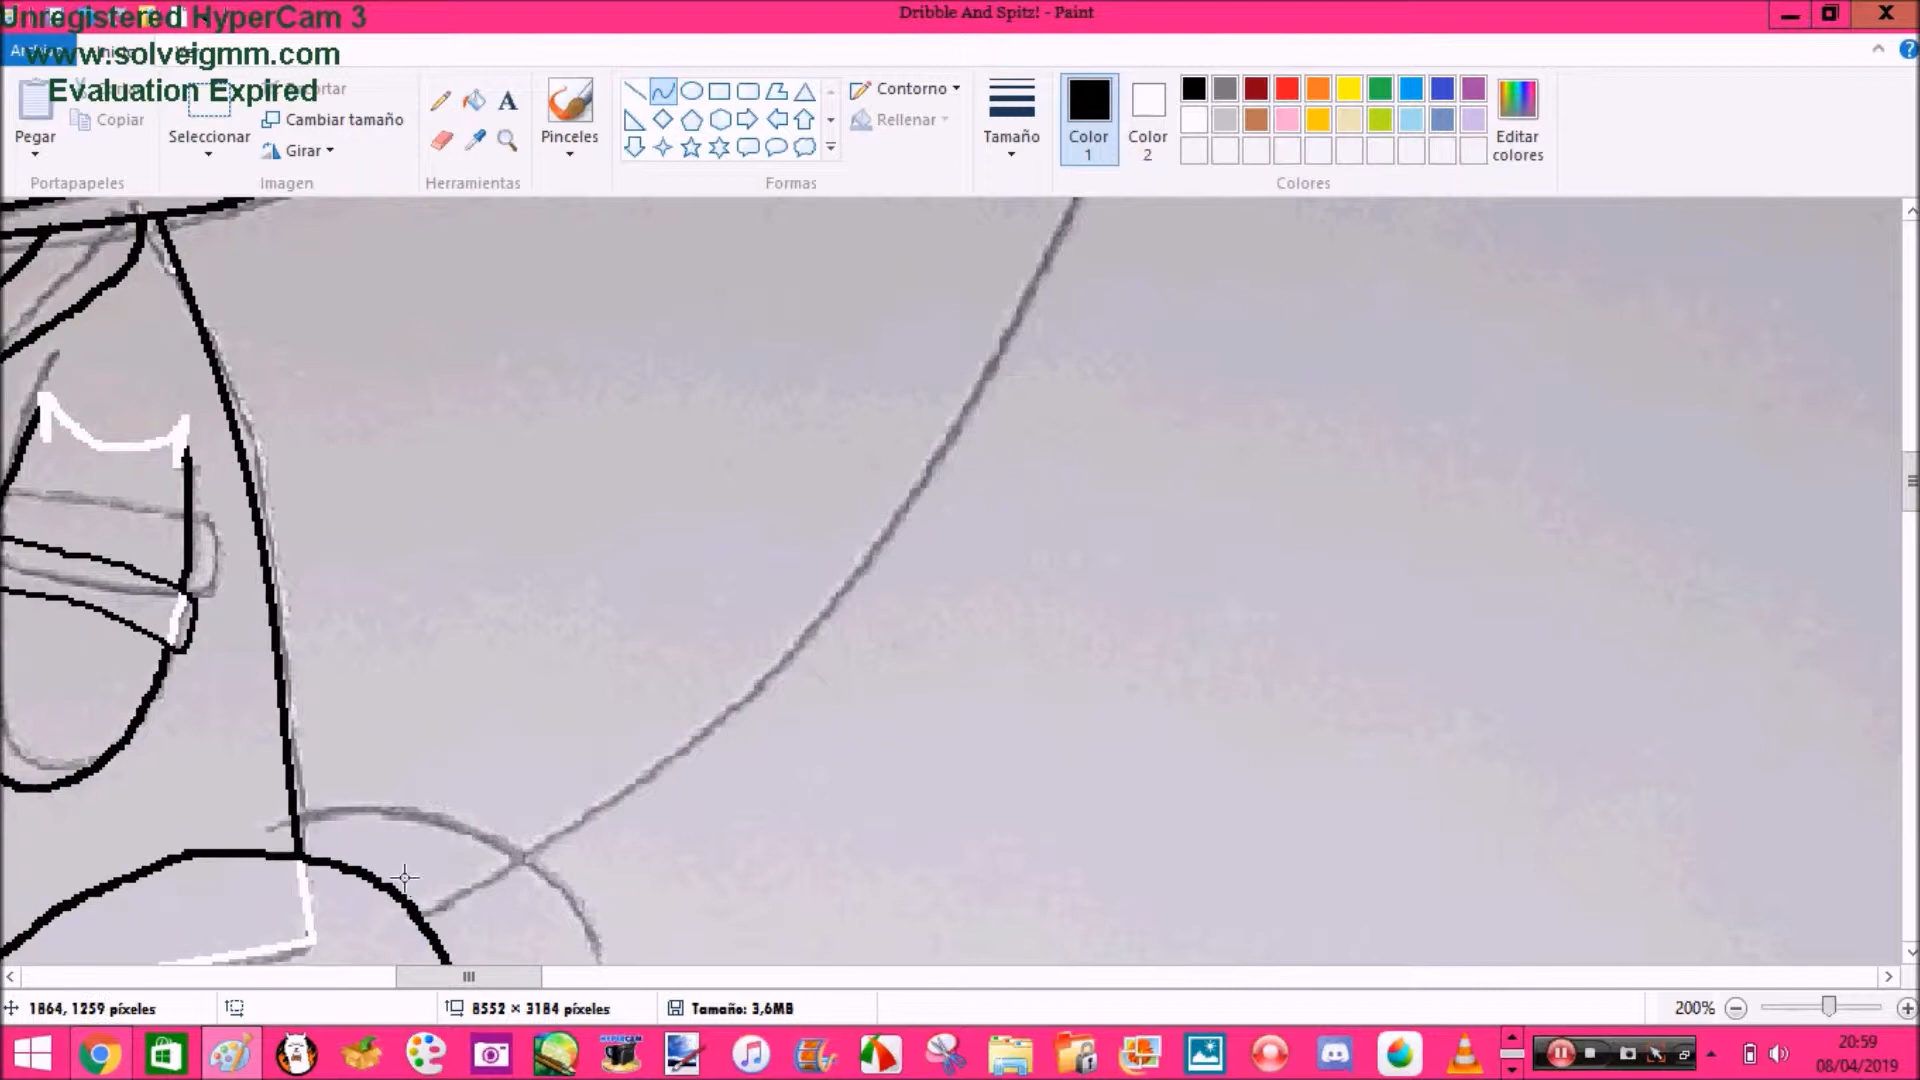 Unregistered HyperCam 3
www.solveigmm.com
Evaluation Expired
Dribble And Spitz! - Paint
Pegar
Copiar
Portapapeles
Seleccionar
Cambiar tamaño
Girar
Imagen
Herramientas
Pinceles
Formas
Contorno
Rellenar
Tamaño
Color 1
Color 2
Editar colores
Colores
1864, 1259 píxeles
8552 × 3184 píxeles
Tamaño: 3,6MB
200%
HYPERCAM
20:59
08/04/2019